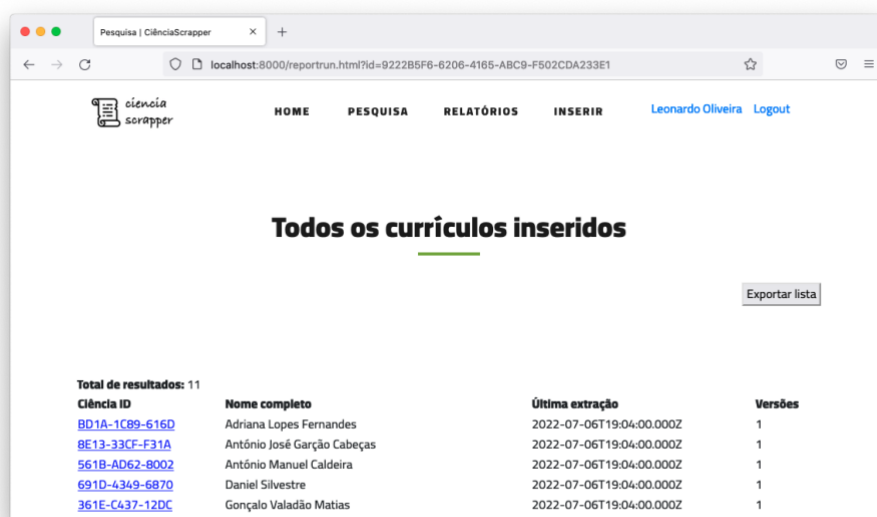 Pesquisa | CiênciaScrapper × +
localhost:8000/reportrun.html?id=9222B5F6-6206-4165-ABC9-F502CDA233E1
ciencia
scrapper
HOME PESQUISA RELATÓRIOS INSERIR Leonardo Oliveira Logout
Todos os currículos inseridos
Exportar lista
Total de resultados: 11
Ciência ID Nome completo Última extração Versões
BD1A-1C89-616D Adriana Lopes Fernandes 2022-07-06T19:04:00.000Z 1
8E13-33CF-F31A António José Garção Cabeças 2022-07-06T19:04:00.000Z 1
561B-AD62-8002 António Manuel Caldeira 2022-07-06T19:04:00.000Z 1
691D-4349-6870 Daniel Silvestre 2022-07-06T19:04:00.000Z 1
361E-C437-12DC Gonçalo Valadão Matias 2022-07-06T19:04:00.000Z 1